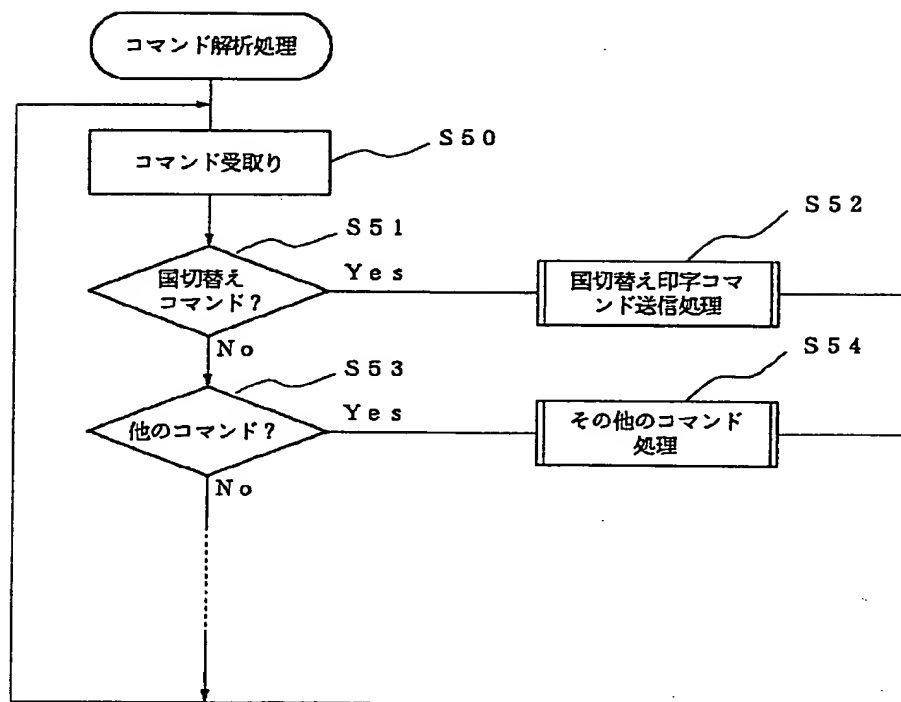 コマンド解析処理
コマンド受取り
S50
S51
国切替え
コマンド?
Yes
S52
国切替え印字コマ
ンド送信処理
No
S53
他のコマンド?
Yes
S54
その他のコマンド
処理
No